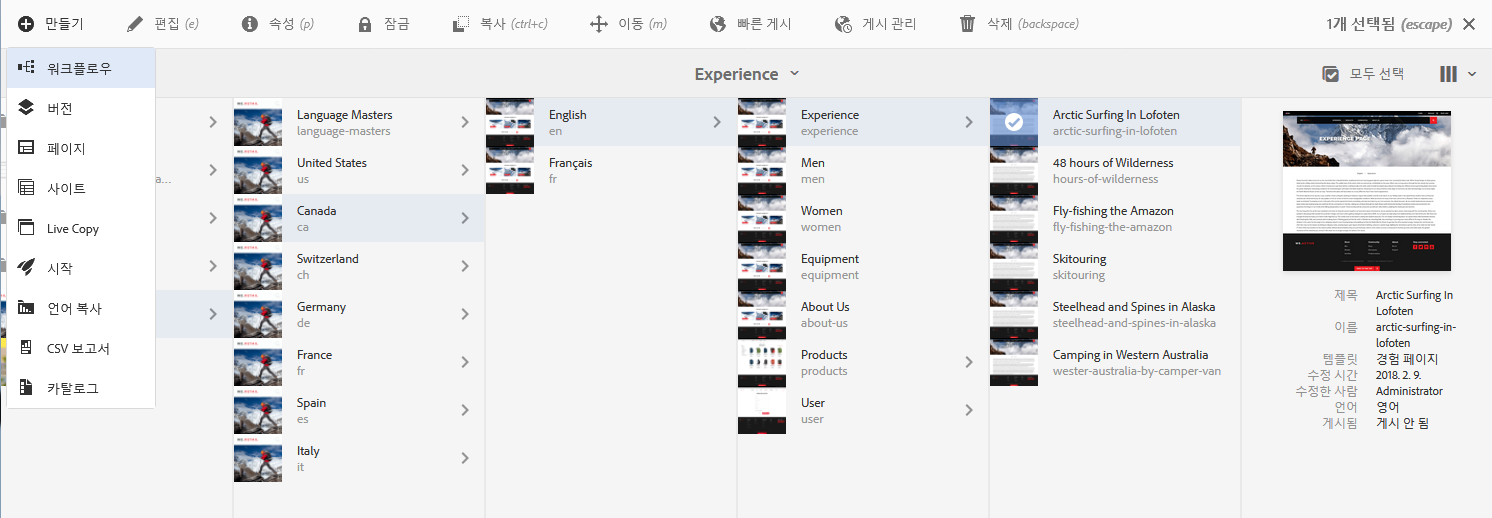 만들기
편집 (e)
속성 (p)
잠금
복사 (ctrl+c)
이동 (m)
빠른 게시
게시 관리
삭제 (backspace)
1개 선택됨 (escape)
Experience
모두 선택
워크플로우
버전
페이지
사이트
Live Copy
시작
언어 복사
CSV 보고서
카탈로그
a...
Language Masters
language-masters
United States
us
Canada
ca
Switzerland
ch
Germany
de
France
fr
Spain
es
Italy
it
English
en
Français
fr
Experience
experience
Men
men
Women
women
Equipment
equipment
About Us
about-us
Products
products
User
user
Arctic Surfing In Lofoten
arctic-surfing-in-lofoten
48 hours of Wilderness
hours-of-wilderness
Fly-fishing the Amazon
fly-fishing-the-amazon
Skitouring
skitouring
Steelhead and Spines in Alaska
steelhead-and-spines-in-alaska
Camping in Western Australia
wester-australia-by-camper-van
EXPERIENCE PAGE
제목 Arctic Surfing In
Lofoten
이름 arctic-surfing-in-
lofoten
템플릿 경험 페이지
수정 시간 2018. 2. 9.
수정한 사람 Administrator
언어 영어
게시됨 게시 안 됨